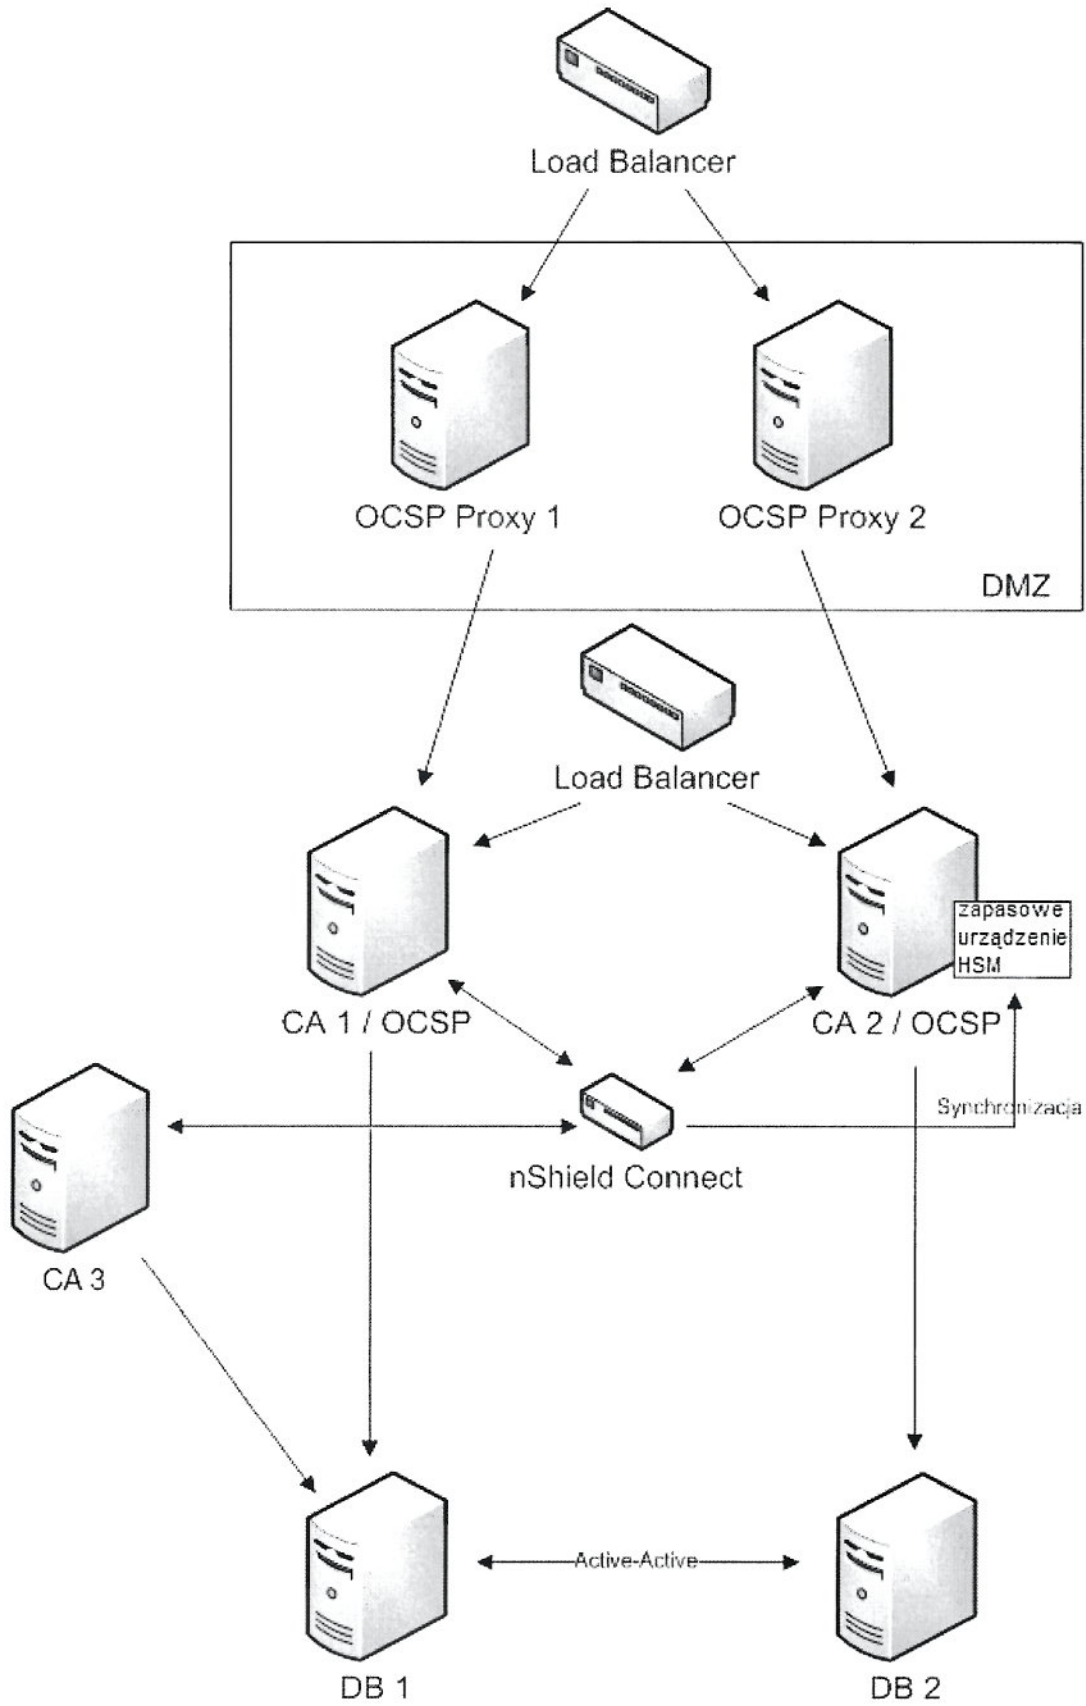 Load Balancer
OCSP Proxy 1
OCSP Proxy 2
DMZ
Load Balancer
zapasowe
urządzenie
HSM
CA 1 / OCSP
CA 2 / OCSP
Synchronizacja
nShield Connect
CA 3
Active-Active
DB 1
DB 2